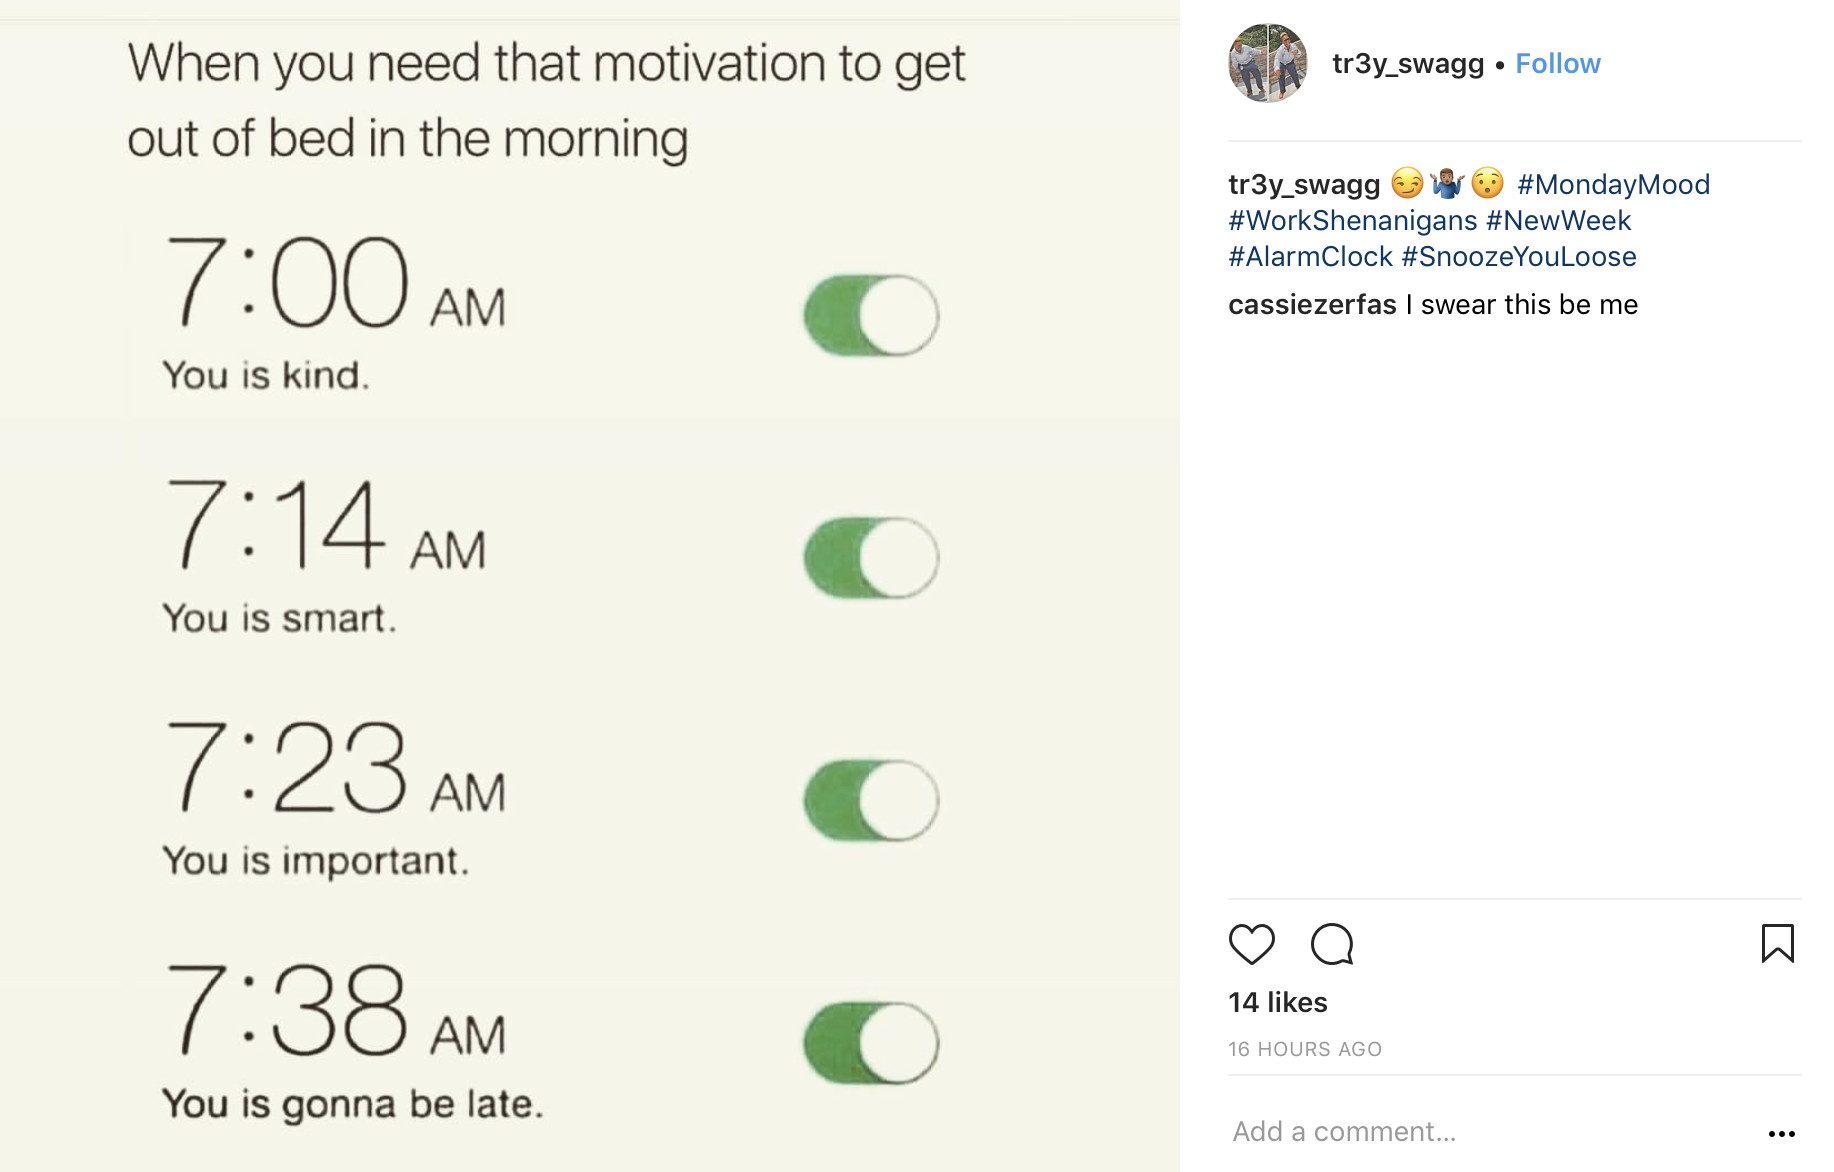 When you need that motivation to get
out of bed in the morning
7:00 AM
You is kind.
7:14 AM
You is smart.
7:23 AM
You is important.
7:38 AM
You is gonna be late.
tr3y_swagg • Follow
tr3y_swagg 😏🤷🏾‍♂️😯 #MondayMood
#WorkShenanigans #NewWeek
#AlarmClock #SnoozeYouLoose
cassiezerfas I swear this be me
14 likes
16 HOURS AGO
Add a comment...